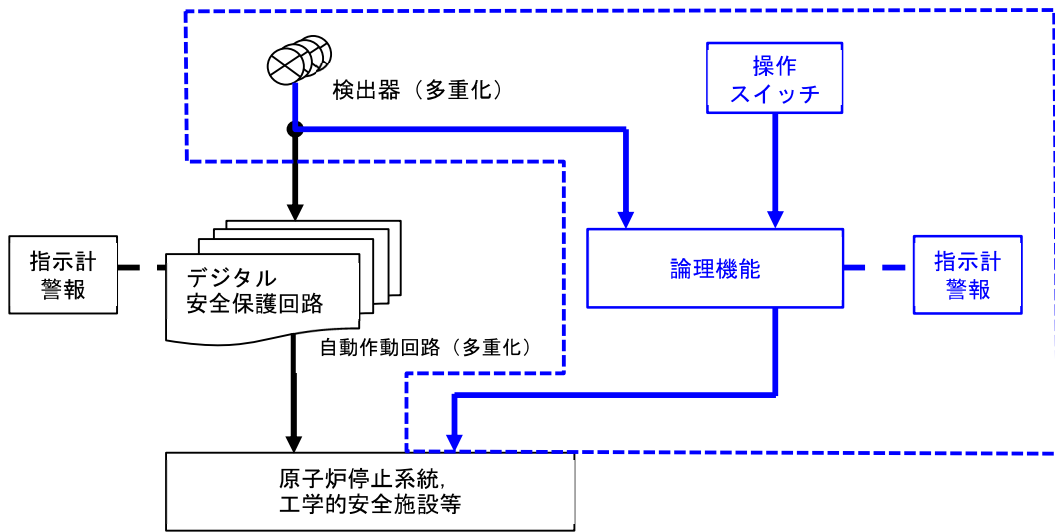 検出器（多重化）
操作
スイッチ
指示計
警報
デジタル
安全保護回路
論理機能
指示計
警報
自動作動回路（多重化）
原子炉停止系統，
工学的安全施設等